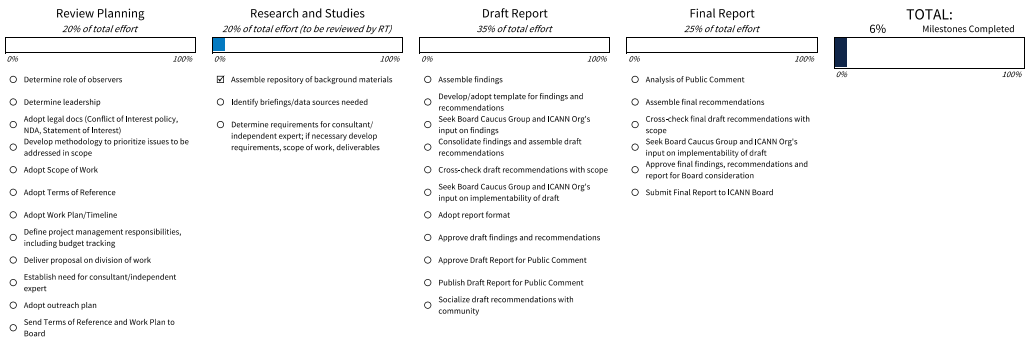 Review Planning
20% of total effort
0% 100%
Determine role of observers
Determine leadership
Adopt legal docs (Conflict of Interest policy,
NDA, Statement of Interest)
Develop methodology to prioritize issues to be
addressed in scope
Adopt Scope of Work
Adopt Terms of Reference
Adopt Work Plan/Timeline
Define project management responsibilities,
including budget tracking
Deliver proposal on division of work
Establish need for consultant/independent
expert
Adopt outreach plan
Send Terms of Reference and Work Plan to
Board
Research and Studies
20% of total effort (to be reviewed by RT)
0% 100%
Assemble repository of background materials
Identify briefings/data sources needed
Determine requirements for consultant/
independent expert; if necessary develop
requirements, scope of work, deliverables
Draft Report
35% of total effort
0% 100%
Assemble findings
Develop/adopt template for findings and
recommendations
Seek Board Caucus Group and ICANN Org's
input on findings
Consolidate findings and assemble draft
recommendations
Cross-check draft recommendations with scope
Seek Board Caucus Group and ICANN Org's
input on implementability of draft
Adopt report format
Approve draft findings and recommendations
Approve Draft Report for Public Comment
Publish Draft Report for Public Comment
Socialize draft recommendations with
community
Final Report
25% of total effort
0% 100%
Analysis of Public Comment
Assemble final recommendations
Cross-check final draft recommendations with
scope
Seek Board Caucus Group and ICANN Org's
input on implementability of draft
Approve final findings, recommendations and
report for Board consideration
Submit Final Report to ICANN Board
TOTAL:
6% Milestones Completed
0% 100%